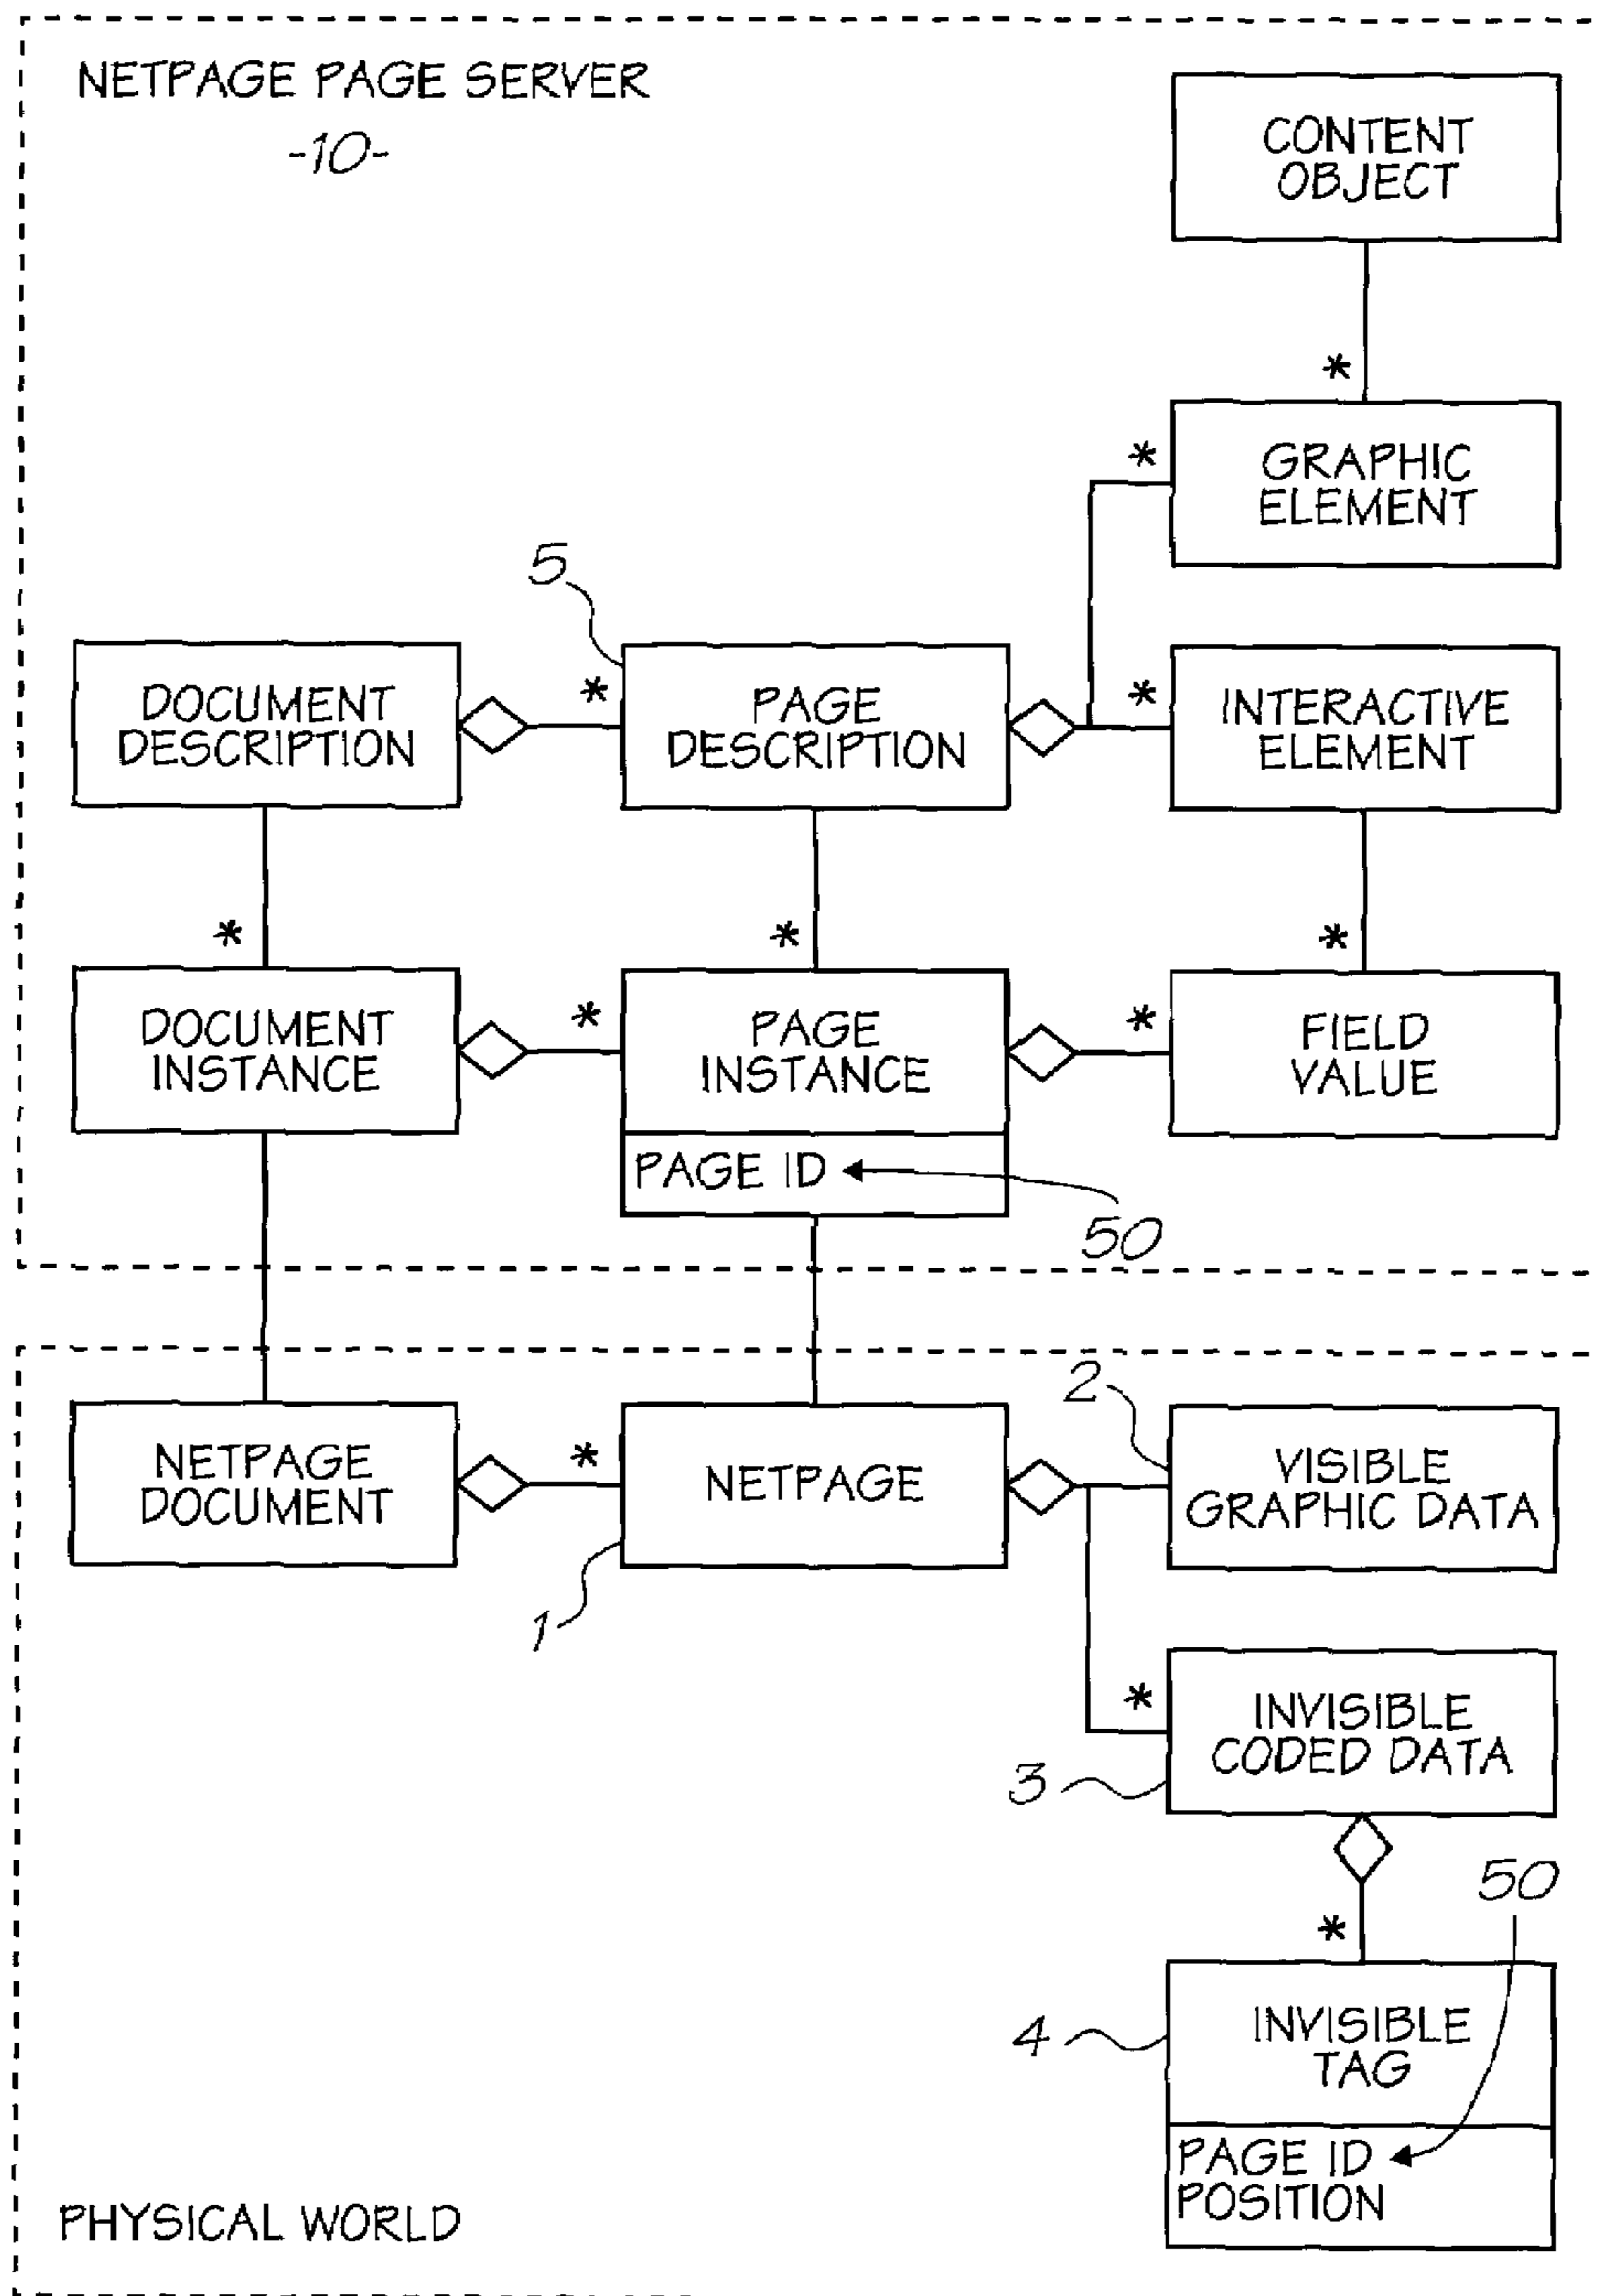 NETPAGE PAGE SERVER
-10-
CONTENT
OBJECT
*
*
GRAPHIC
ELEMENT
5
DOCUMENT
DESCRIPTION
*
PAGE
DESCRIPTION
*
INTERACTIVE
ELEMENT
*
*
*
DOCUMENT
INSTANCE
*
PAGE
INSTANCE
*
FIELD
VALUE
PAGE ID
50
2
NETPAGE
DOCUMENT
*
NETPAGE
VISIBLE
GRAPHIC DATA
1
*
INVISIBLE
CODED DATA
3
50
*
4
INVISIBLE
TAG
PAGE ID
POSITION
PHYSICAL WORLD